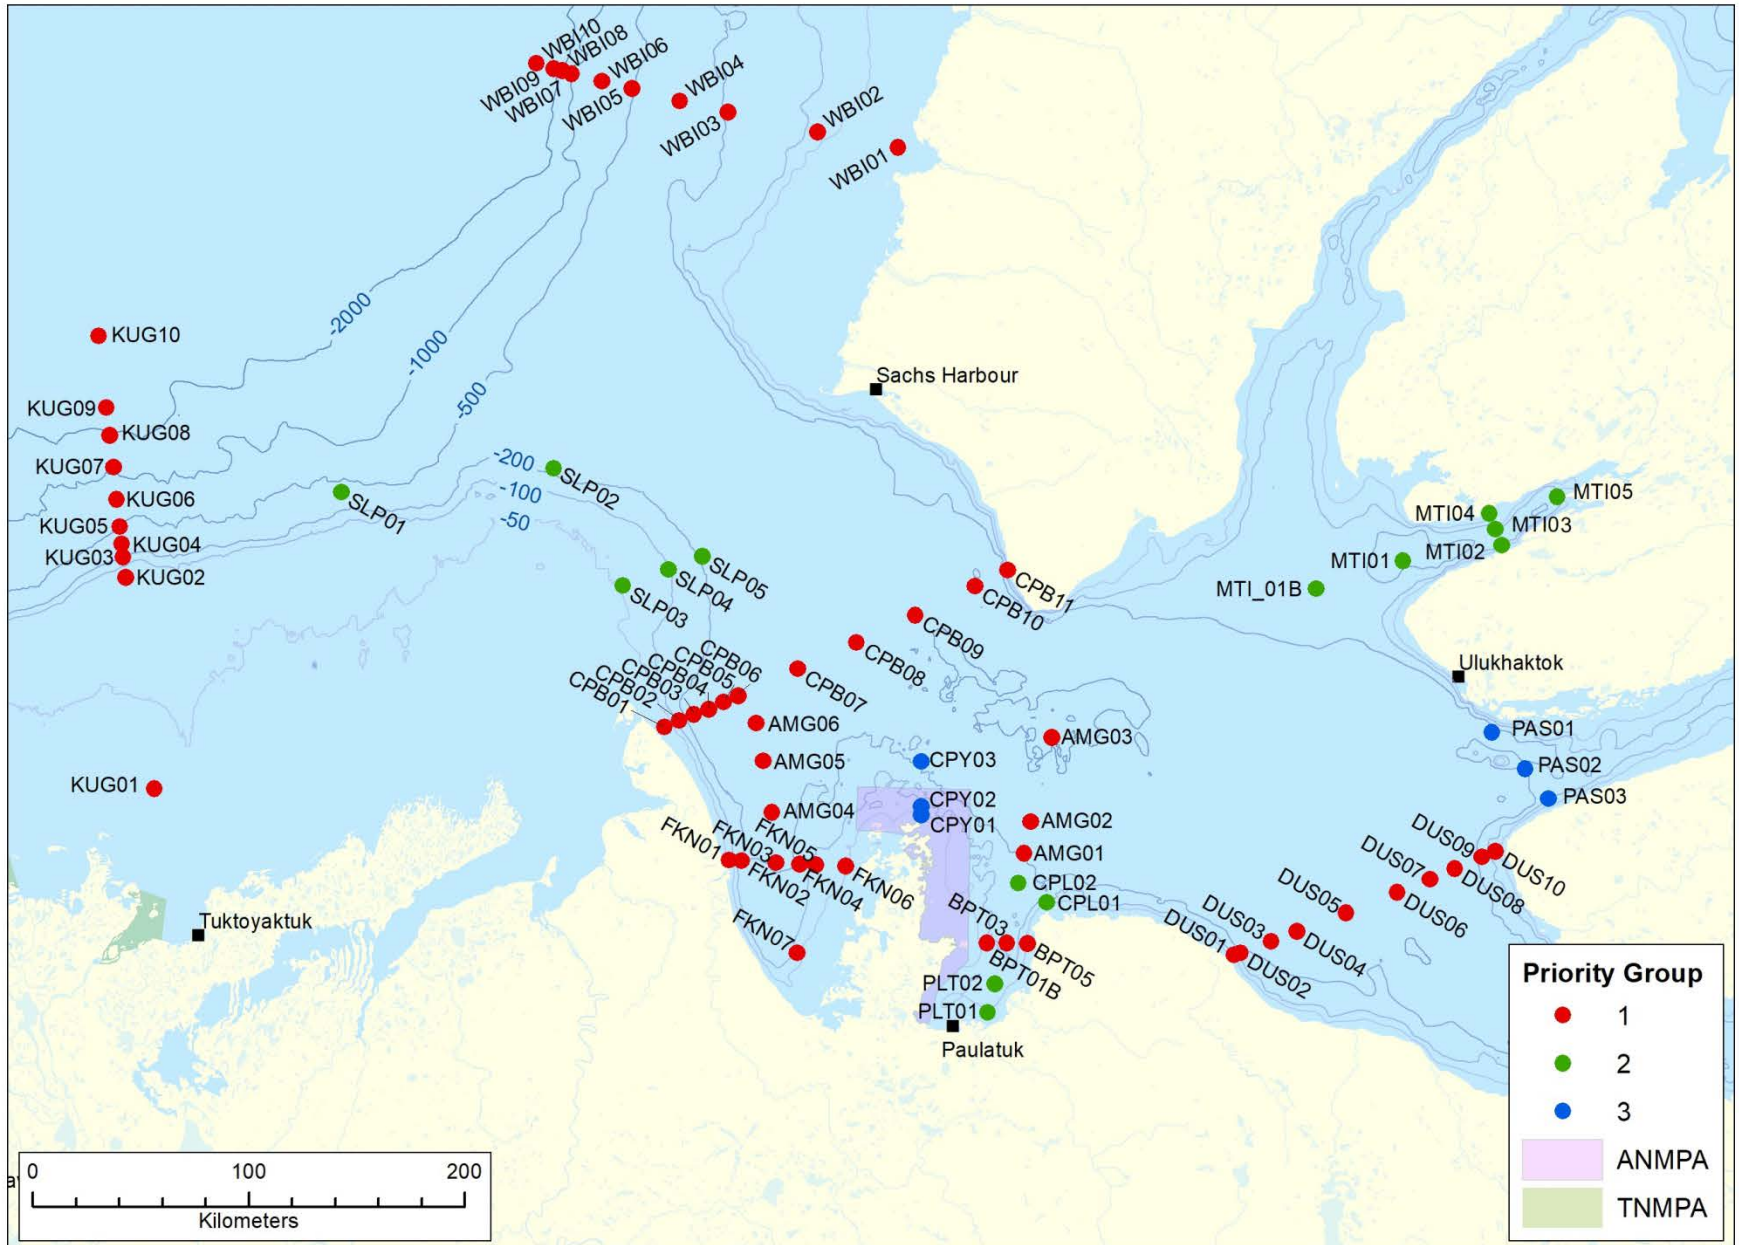 WBI10
WBI08
WBI06
WBI09
WBI07
WBI05
WBI04
WBI03
WBI02
WBI01
-2000
-1000
-500
-200
-100
-50
KUG10
KUG09
KUG08
KUG07
KUG06
KUG05
KUG04
KUG03
KUG02
KUG01
Sachs Harbour
SLP01
SLP02
SLP05
SLP04
SLP03
MTI05
MTI04
MTI03
MTI02
MTI01
MTI_01B
CPB11
CPB10
CPB09
CPB08
CPB07
CPB06
CPB05
CPB04
CPB03
CPB02
CPB01
Ulukhaktok
AMG06
AMG05
AMG04
AMG03
AMG02
AMG01
CPY03
CPY02
CPY01
PAS01
PAS02
PAS03
FKN01
FKN03
FKN05
FKN02
FKN04
FKN06
FKN07
CPL02
CPL01
BPT03
BPT01B
BPT05
PLT02
PLT01
DUS01
DUS03
DUS05
DUS07
DUS09
DUS02
DUS04
DUS06
DUS08
DUS10
Tuktoyaktuk
Paulatuk
Priority Group
1
2
3
ANMPA
TNMPA
0 100 200
Kilometers